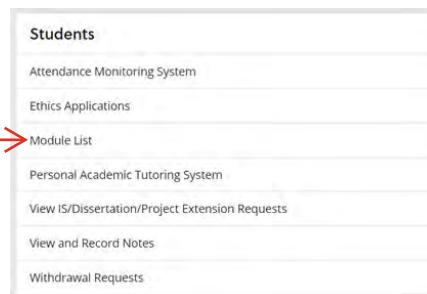 Students
Attendance Monitoring System
Ethics Applications
Module List
Personal Academic Tutoring System
View IS/Dissertation/Project Extension Requests
View and Record Notes
Withdrawal Requests